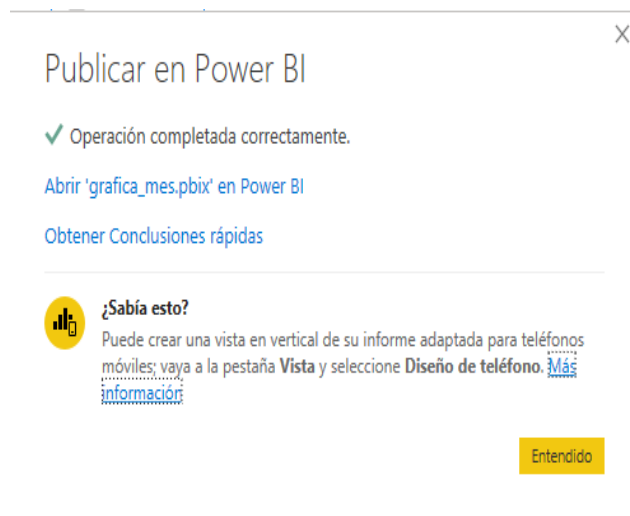 Publicar en Power BI
Operación completada correctamente.
Abrir 'grafica_mes.pbix' en Power BI
Obtener Conclusiones rápidas
¿Sabía esto?
Puede crear una vista en vertical de su informe adaptada para teléfonos
móviles; vaya a la pestaña Vista y seleccione Diseño de teléfono. Más
información
Entendido